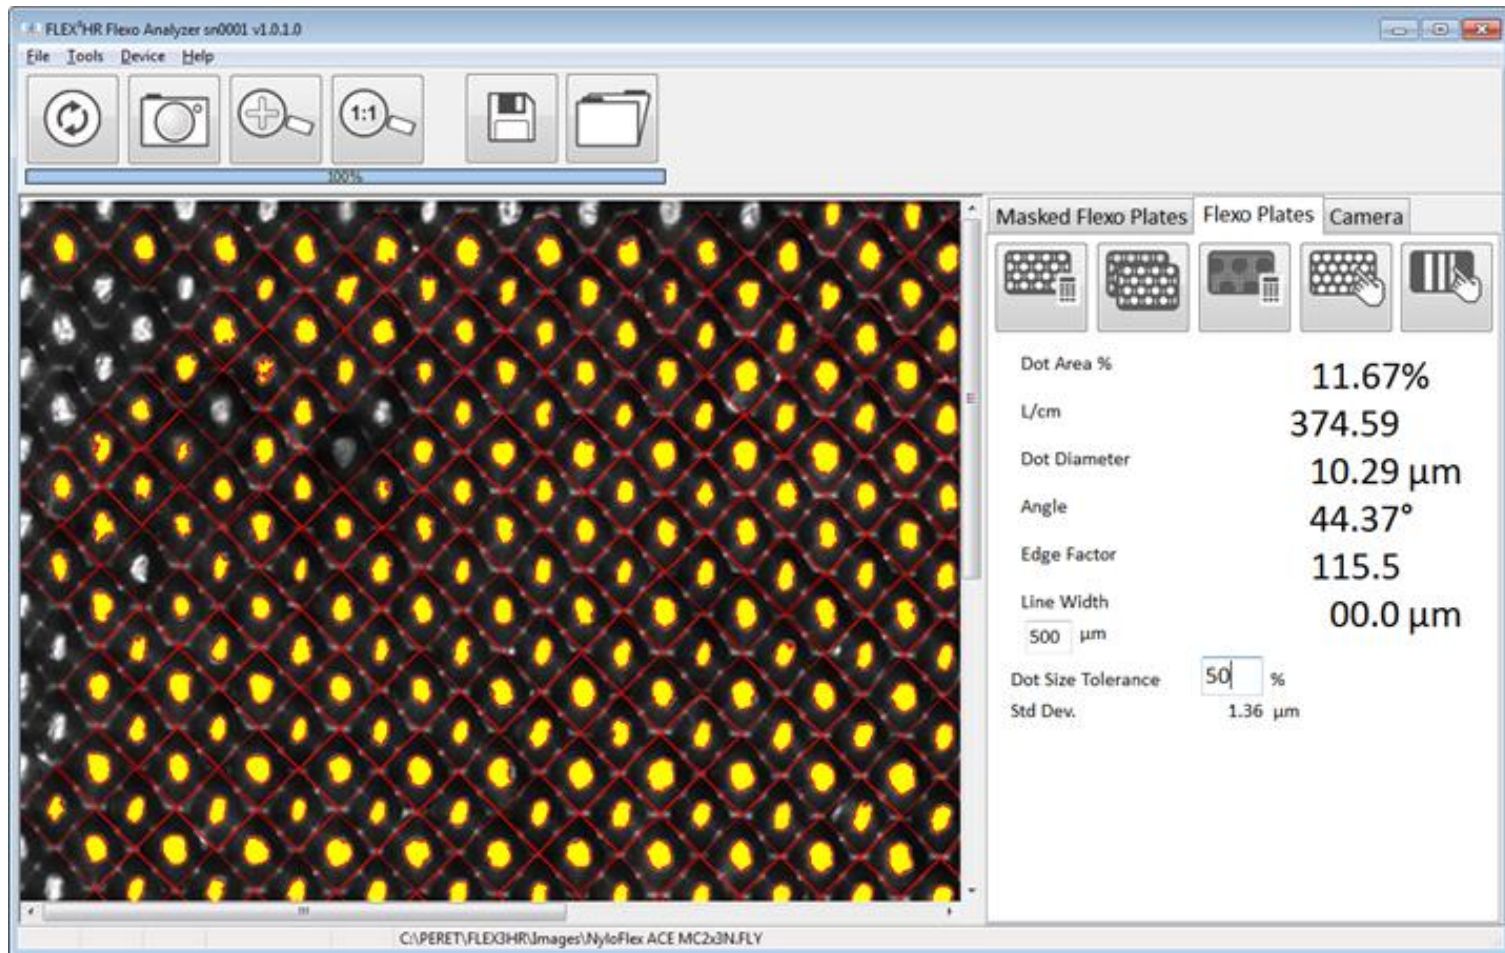 FLEX³HR Flexo Analyzer sn0001 v1.0.1.0
File Tools Device Help
1:1
100%
Masked Flexo Plates Flexo Plates Camera
Dot Area % 11.67%
L/cm 374.59
Dot Diameter 10.29 µm
Angle 44.37°
Edge Factor 115.5
Line Width 00.0 µm
500 µm
Dot Size Tolerance 50 %
Std Dev. 1.36 µm
C:\PERET\FLEX3HR\Images\NyloFlex ACE MC2x3N.FLY